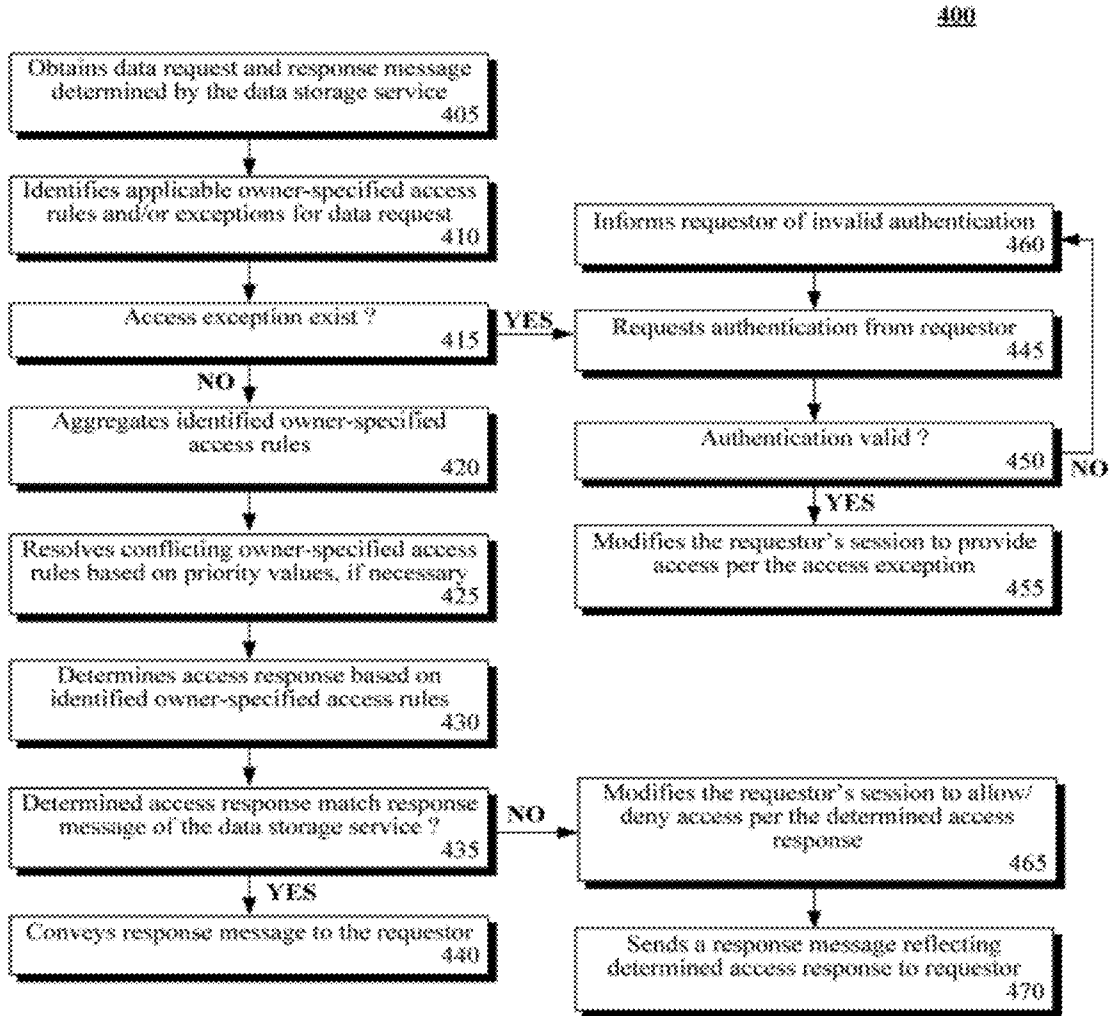 400
Obtains data request and response message
determined by the data storage service
405
Identifies applicable owner-specified access
rules and/or exceptions for data request
410
Access exception exist ?
415
YES
NO
Aggregates identified owner-specified
access rules
420
Resolves conflicting owner-specified access
rules based on priority values, if necessary
425
Determines access response based on
identified owner-specified access rules
430
Determined access response match response
message of the data storage service ?
435
NO
YES
Conveys response message to the requestor
440
Informs requestor of invalid authentication
460
Requests authentication from requestor
445
Authentication valid ?
450
NO
YES
Modifies the requestor's session to provide
access per the access exception
455
Modifies the requestor's session to allow/
deny access per the determined access
response
465
Sends a response message reflecting
determined access response to requestor
470